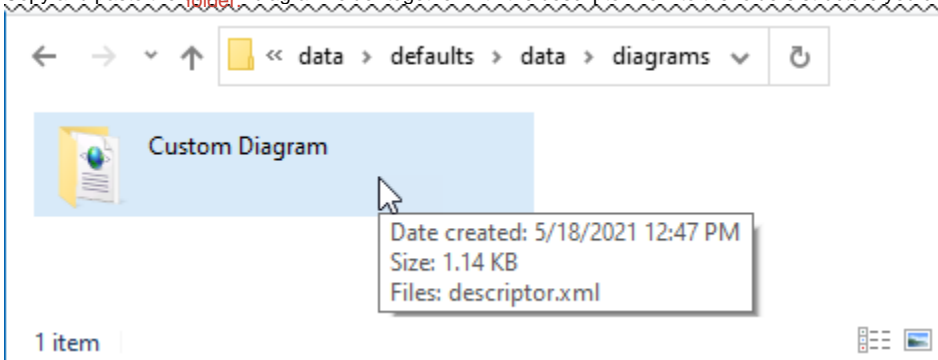 folder.
« data > defaults > data > diagrams
Custom Diagram
Date created: 5/18/2021 12:47 PM
Size: 1.14 KB
Files: descriptor.xml
1 item